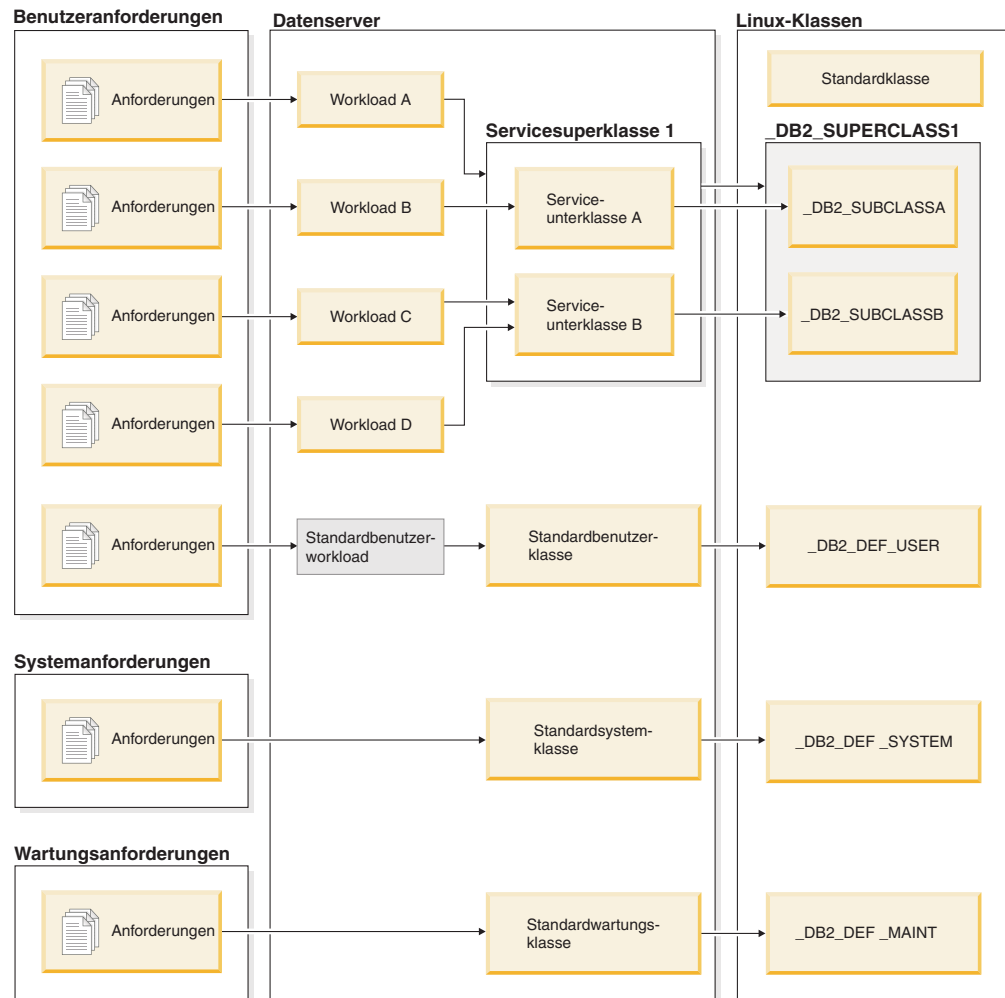 Benutzeranforderungen
Datenserver
Linux-Klassen
Anforderungen
Workload A
Standardklasse
Servicesuperklasse 1
_DB2_SUPERCLASS1
Anforderungen
Workload B
Service-
unterklasse A
_DB2_SUBCLASSA
Anforderungen
Workload C
Service-
unterklasse B
_DB2_SUBCLASSB
Anforderungen
Workload D
Anforderungen
Standardbenutzer-
workload
Standardbenutzer-
klasse
_DB2_DEF_USER
Systemanforderungen
Anforderungen
Standardsystem-
klasse
_DB2_DEF _SYSTEM
Wartungsanforderungen
Anforderungen
Standardwartungs-
klasse
_DB2_DEF _MAINT